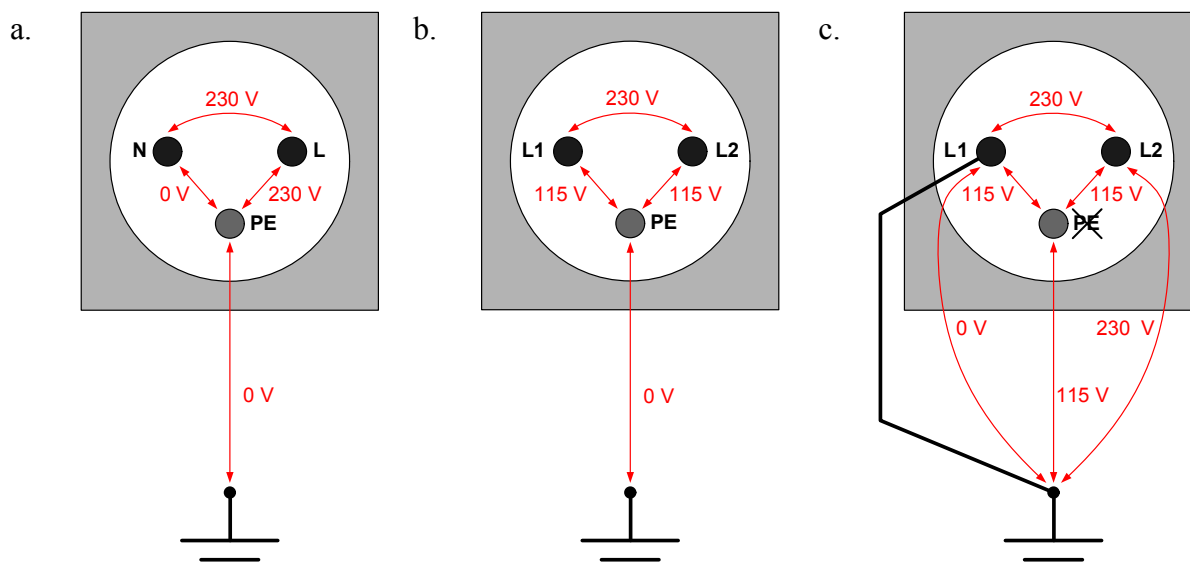 a.
230 V
N
L
0 V
230 V
PE
0 V
b.
230 V
L1
L2
115 V
115 V
PE
0 V
c.
230 V
L1
L2
115 V
115 V
PE
0 V
230 V
115 V